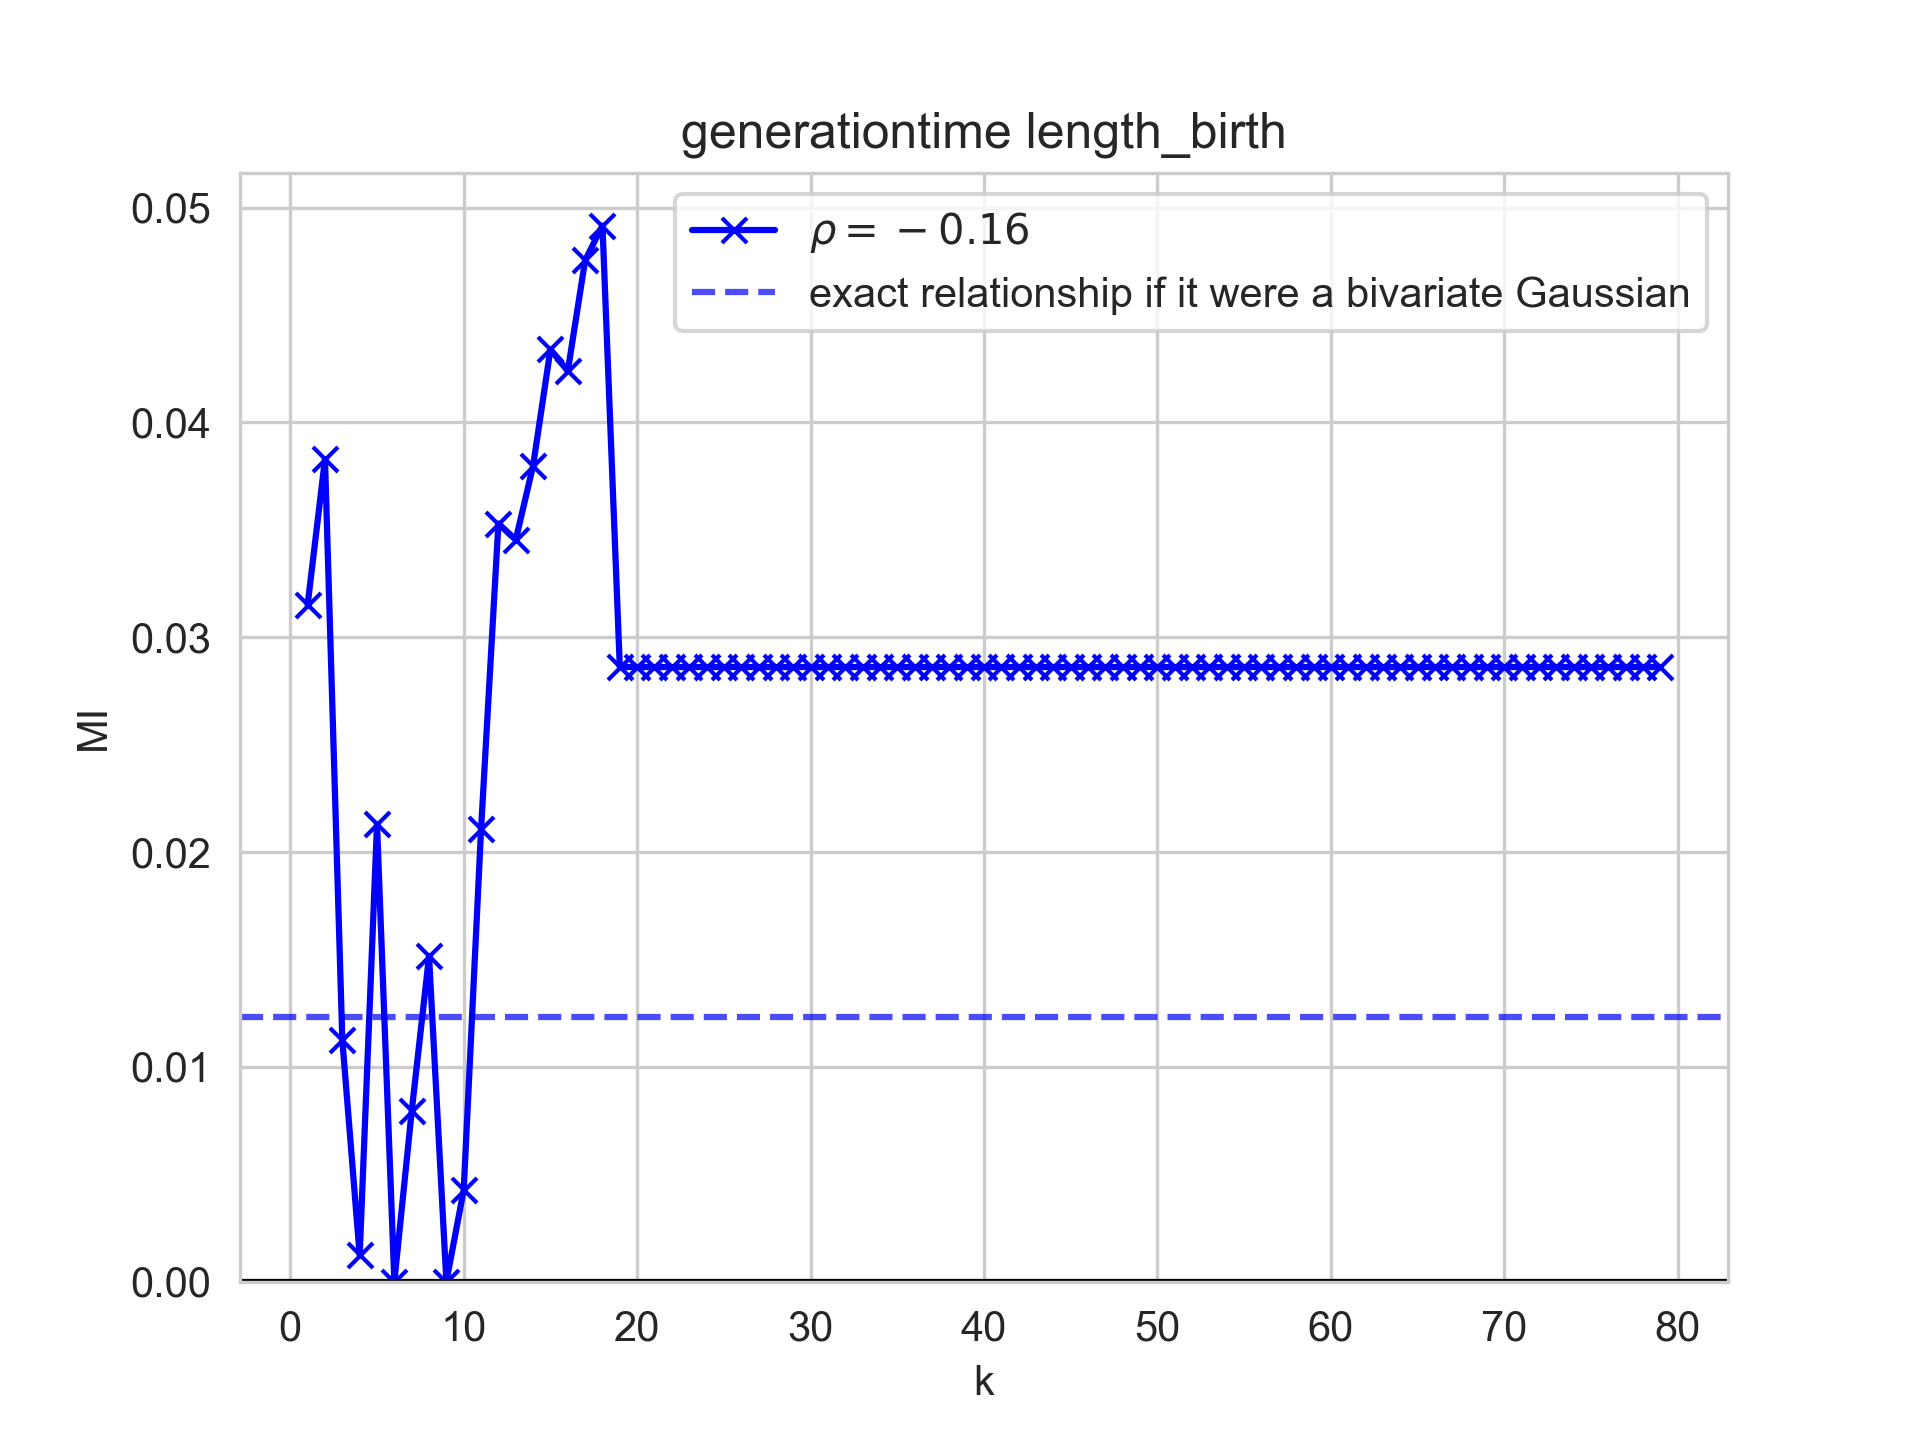 generationtime length_birth
0.05
0.04
0.03
0.02
0.01
0.00
MI
ρ = − 0.16
exact relationship if it were a bivariate Gaussian
0 10 20 30 40 50 60 70 80
k